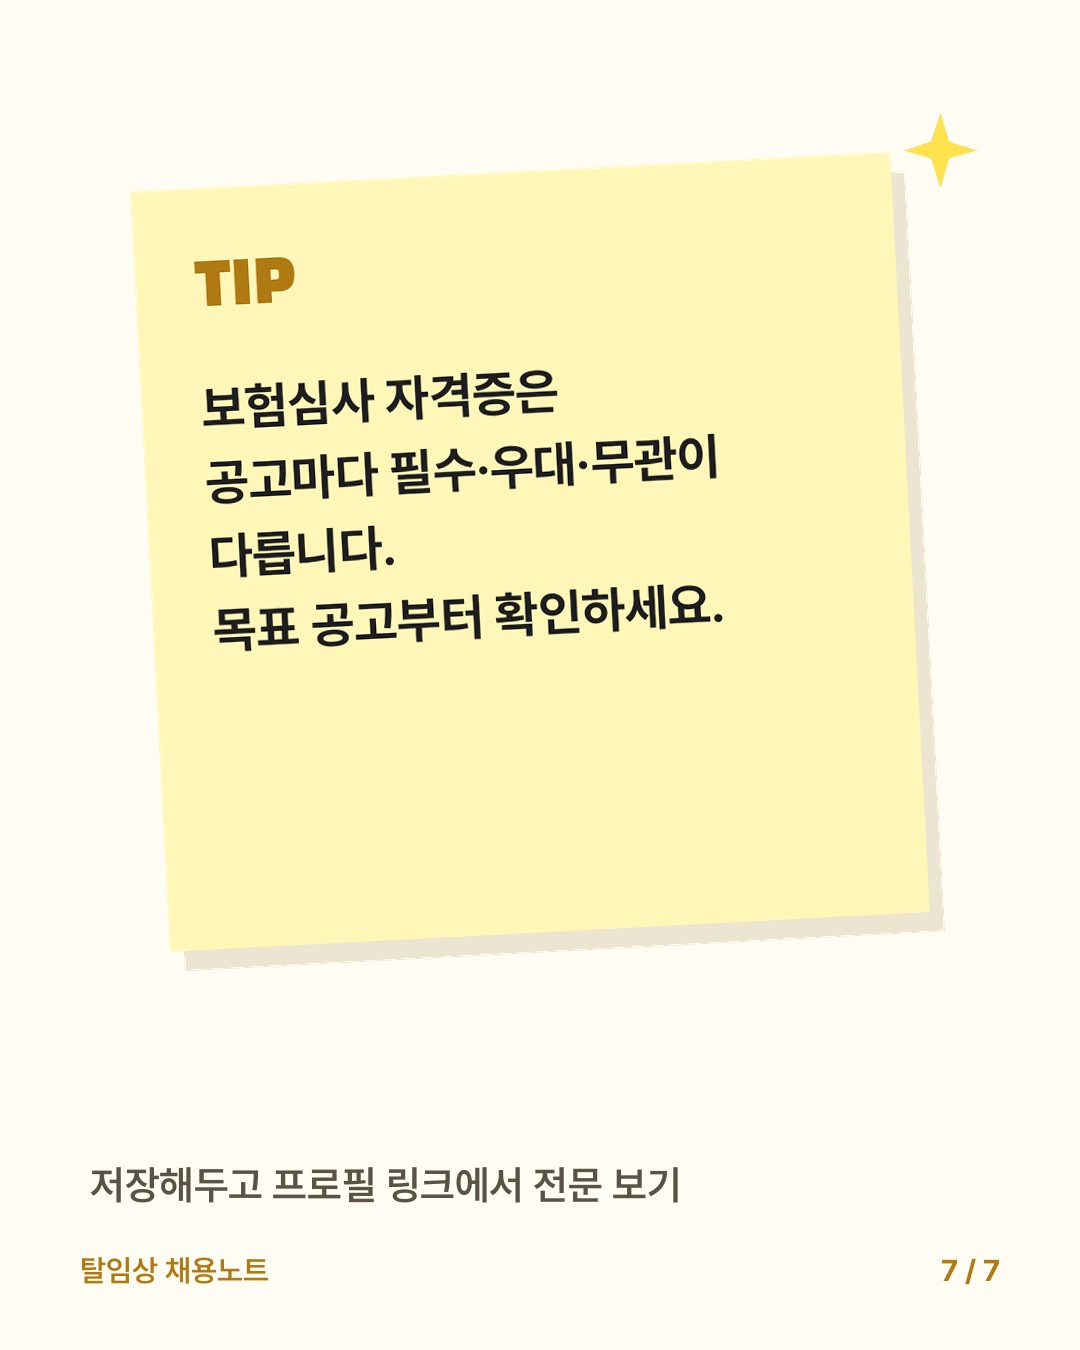 TIP
보험심사 자격증은
공고마다 필수·우대·무관이
다릅니다.
목표 공고부터 확인하세요.
저장해두고 프로필 링크에서 전문 보기
탈임상 채용노트
7 / 7